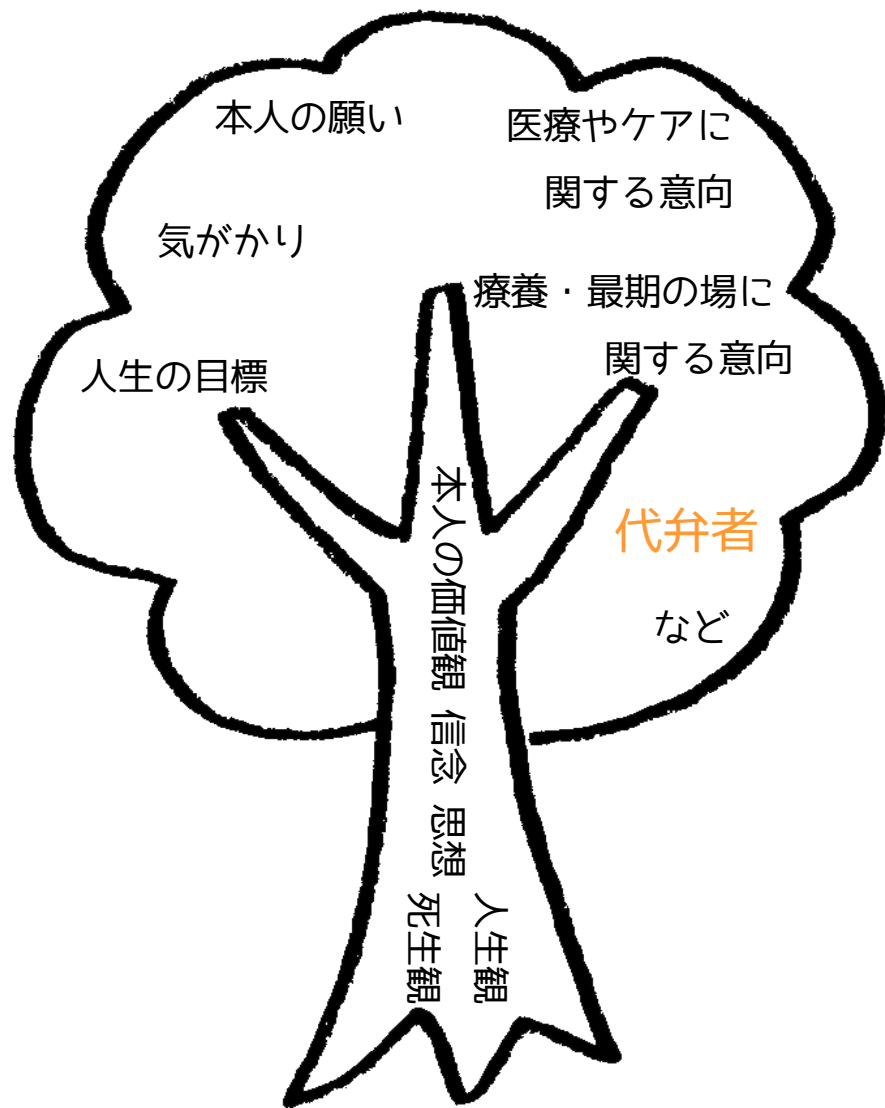 本人の願い
医療やケアに
関する意向
気がかり
療養・最期の場に
関する意向
人生の目標
代弁者
など
本人の価値観 信念 思想
人生観
死生観